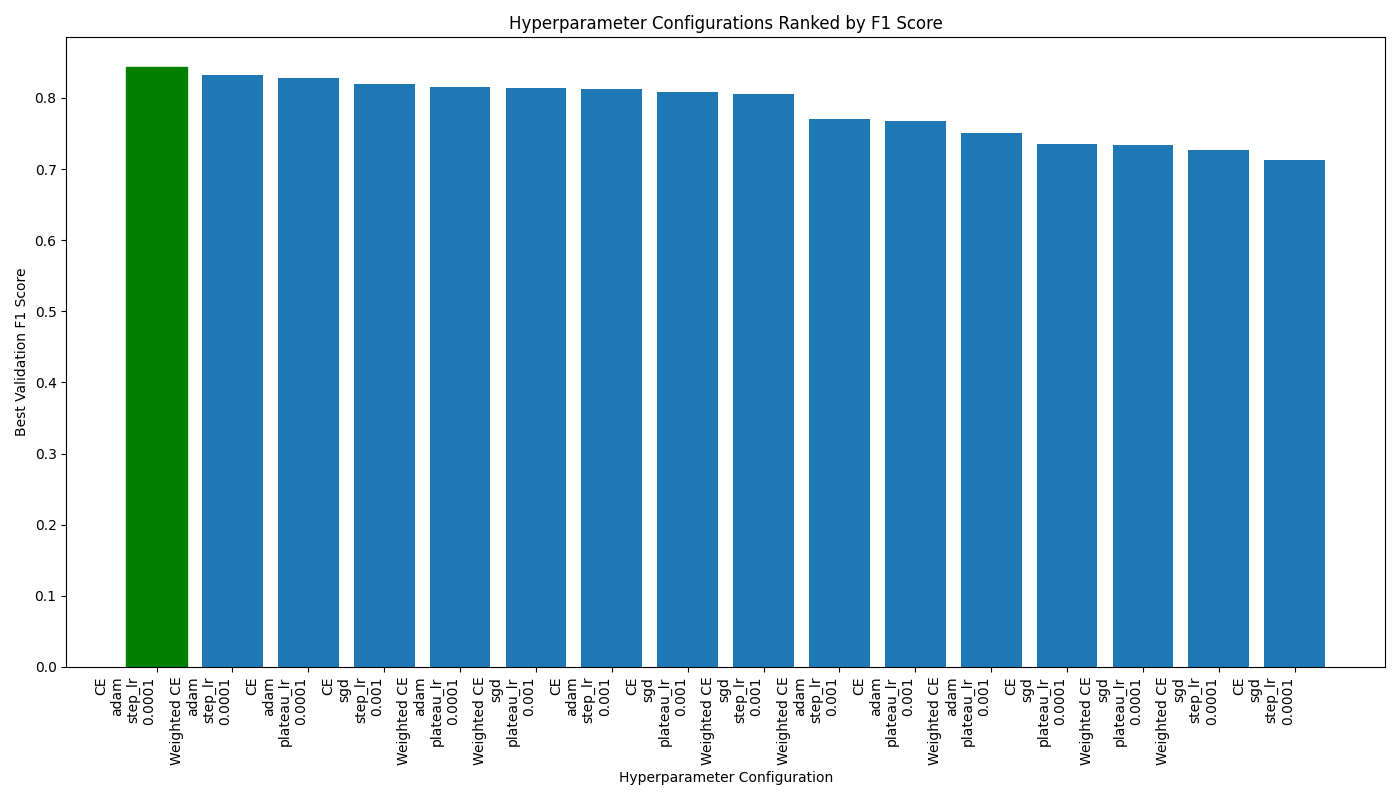 Hyperparameter Configurations Ranked by F1 Score
Best Validation F1 Score
0.8
0.7
0.6
0.5
0.4
0.3
0.2
0.1
0.0
CE
adam
step_lr
0.0001
Weighted CE
adam
step_lr
0.0001
CE
adam
plateau_lr
0.0001
CE
sgd
step_lr
0.001
Weighted CE
adam
plateau_lr
0.0001
Weighted CE
sgd
plateau_lr
0.001
CE
adam
step_lr
0.001
CE
sgd
plateau_lr
0.001
Weighted CE
sgd
step_lr
0.001
Weighted CE
adam
step_lr
0.001
CE
adam
plateau_lr
0.001
Weighted CE
adam
plateau_lr
0.001
CE
sgd
plateau_lr
0.0001
Weighted CE
sgd
plateau_lr
0.0001
Weighted CE
sgd
step_lr
0.0001
CE
sgd
step_lr
0.0001
Hyperparameter Configuration